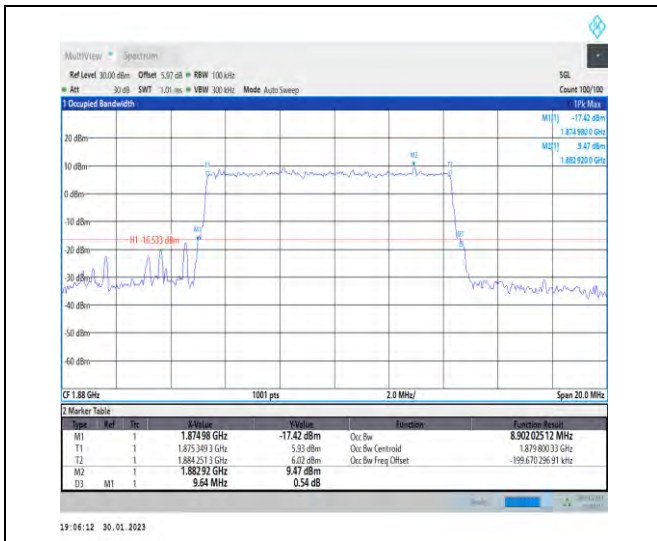 MultiView Spectrum
Ref Level 30.00 dBm Offset 5.97 dB RBW 100 kHz SGL
Att 30 dB SWT 1.01 ms VBW 300 kHz Mode Auto Sweep Count 100/100
1 Occupied Bandwidth 1Pk Max
M1[1] -17.42 dBm
1.874 980 0 GHz
M2[1] 9.47 dBm
1.882 920 0 GHz
20 dBm
10 dBm
0 dBm
-10 dBm
-20 dBm
-30 dBm
-40 dBm
-50 dBm
-60 dBm
M2
T1
M1
H1 -16.533 dBm
CF 1.88 GHz 1001 pts 2.0 MHz/ Span 20.0 MHz
2 Marker Table
Type Ref Trc X-Value Y-Value Function Function Result
M1 1 1.874 98 GHz -17.42 dBm Occ Bw 8.902 025 12 MHz
T1 1 1.875 349 3 GHz 5.93 dBm Occ Bw Centroid 1.879 800 33 GHz
T2 1 1.884 251 3 GHz 6.02 dBm Occ Bw Freq Offset -199.670 296 91 kHz
M2 1 1.882 92 GHz 9.47 dBm
D3 M1 1 9.64 MHz 0.54 dB
19:06:12 30.01.2023